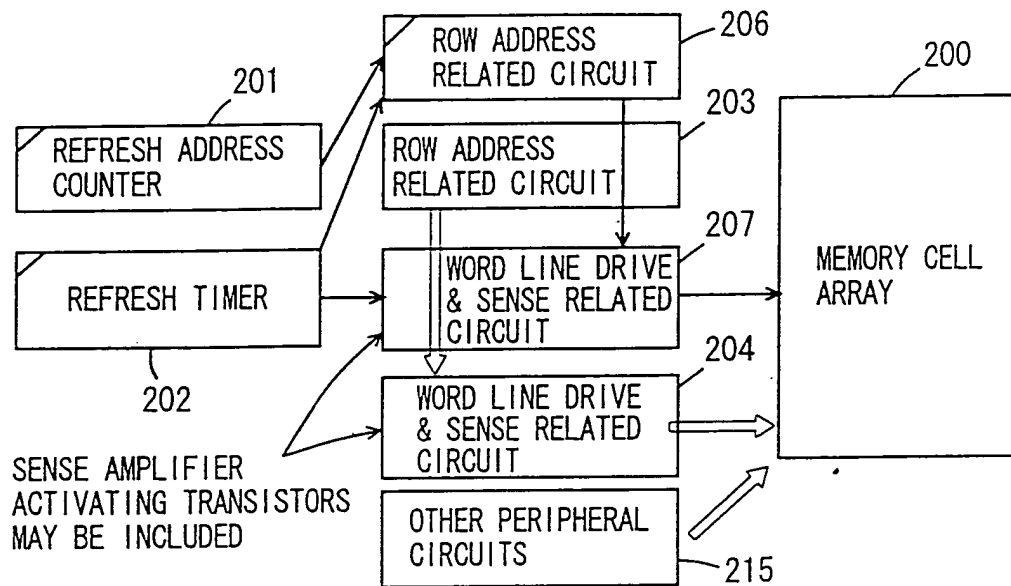 206
ROW ADDRESS
RELATED CIRCUIT
200
201
203
REFRESH ADDRESS
COUNTER
ROW ADDRESS
RELATED CIRCUIT
207
REFRESH TIMER
WORD LINE DRIVE
& SENSE RELATED
CIRCUIT
MEMORY CELL
ARRAY
202
204
WORD LINE DRIVE
& SENSE RELATED
CIRCUIT
SENSE AMPLIFIER
ACTIVATING TRANSISTORS
MAY BE INCLUDED
OTHER PERIPHERAL
CIRCUITS
215